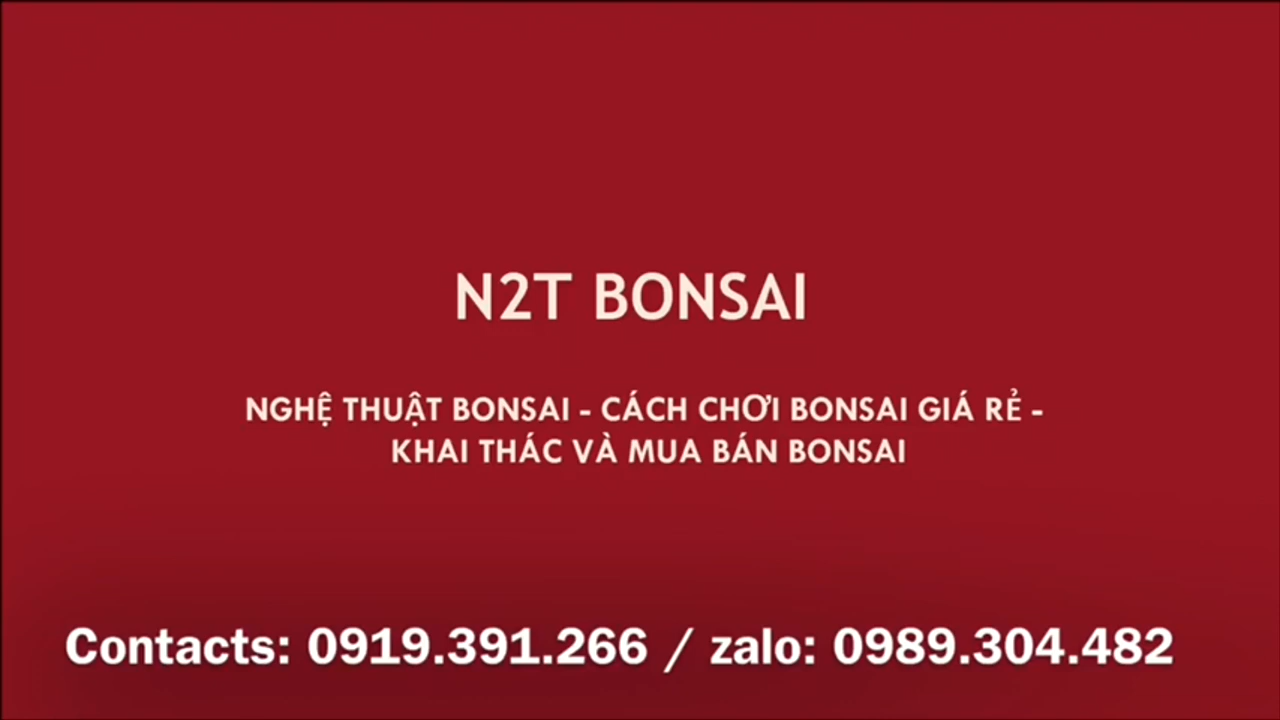 N2T BONSAI
NGHỆ THUẬT BONSAI - CÁCH CHƠI BONSAI GIÁ RẺ -
KHAI THÁC VÀ MUA BÁN BONSAI
Contacts: 0919.391.266 / zalo: 0989.304.482